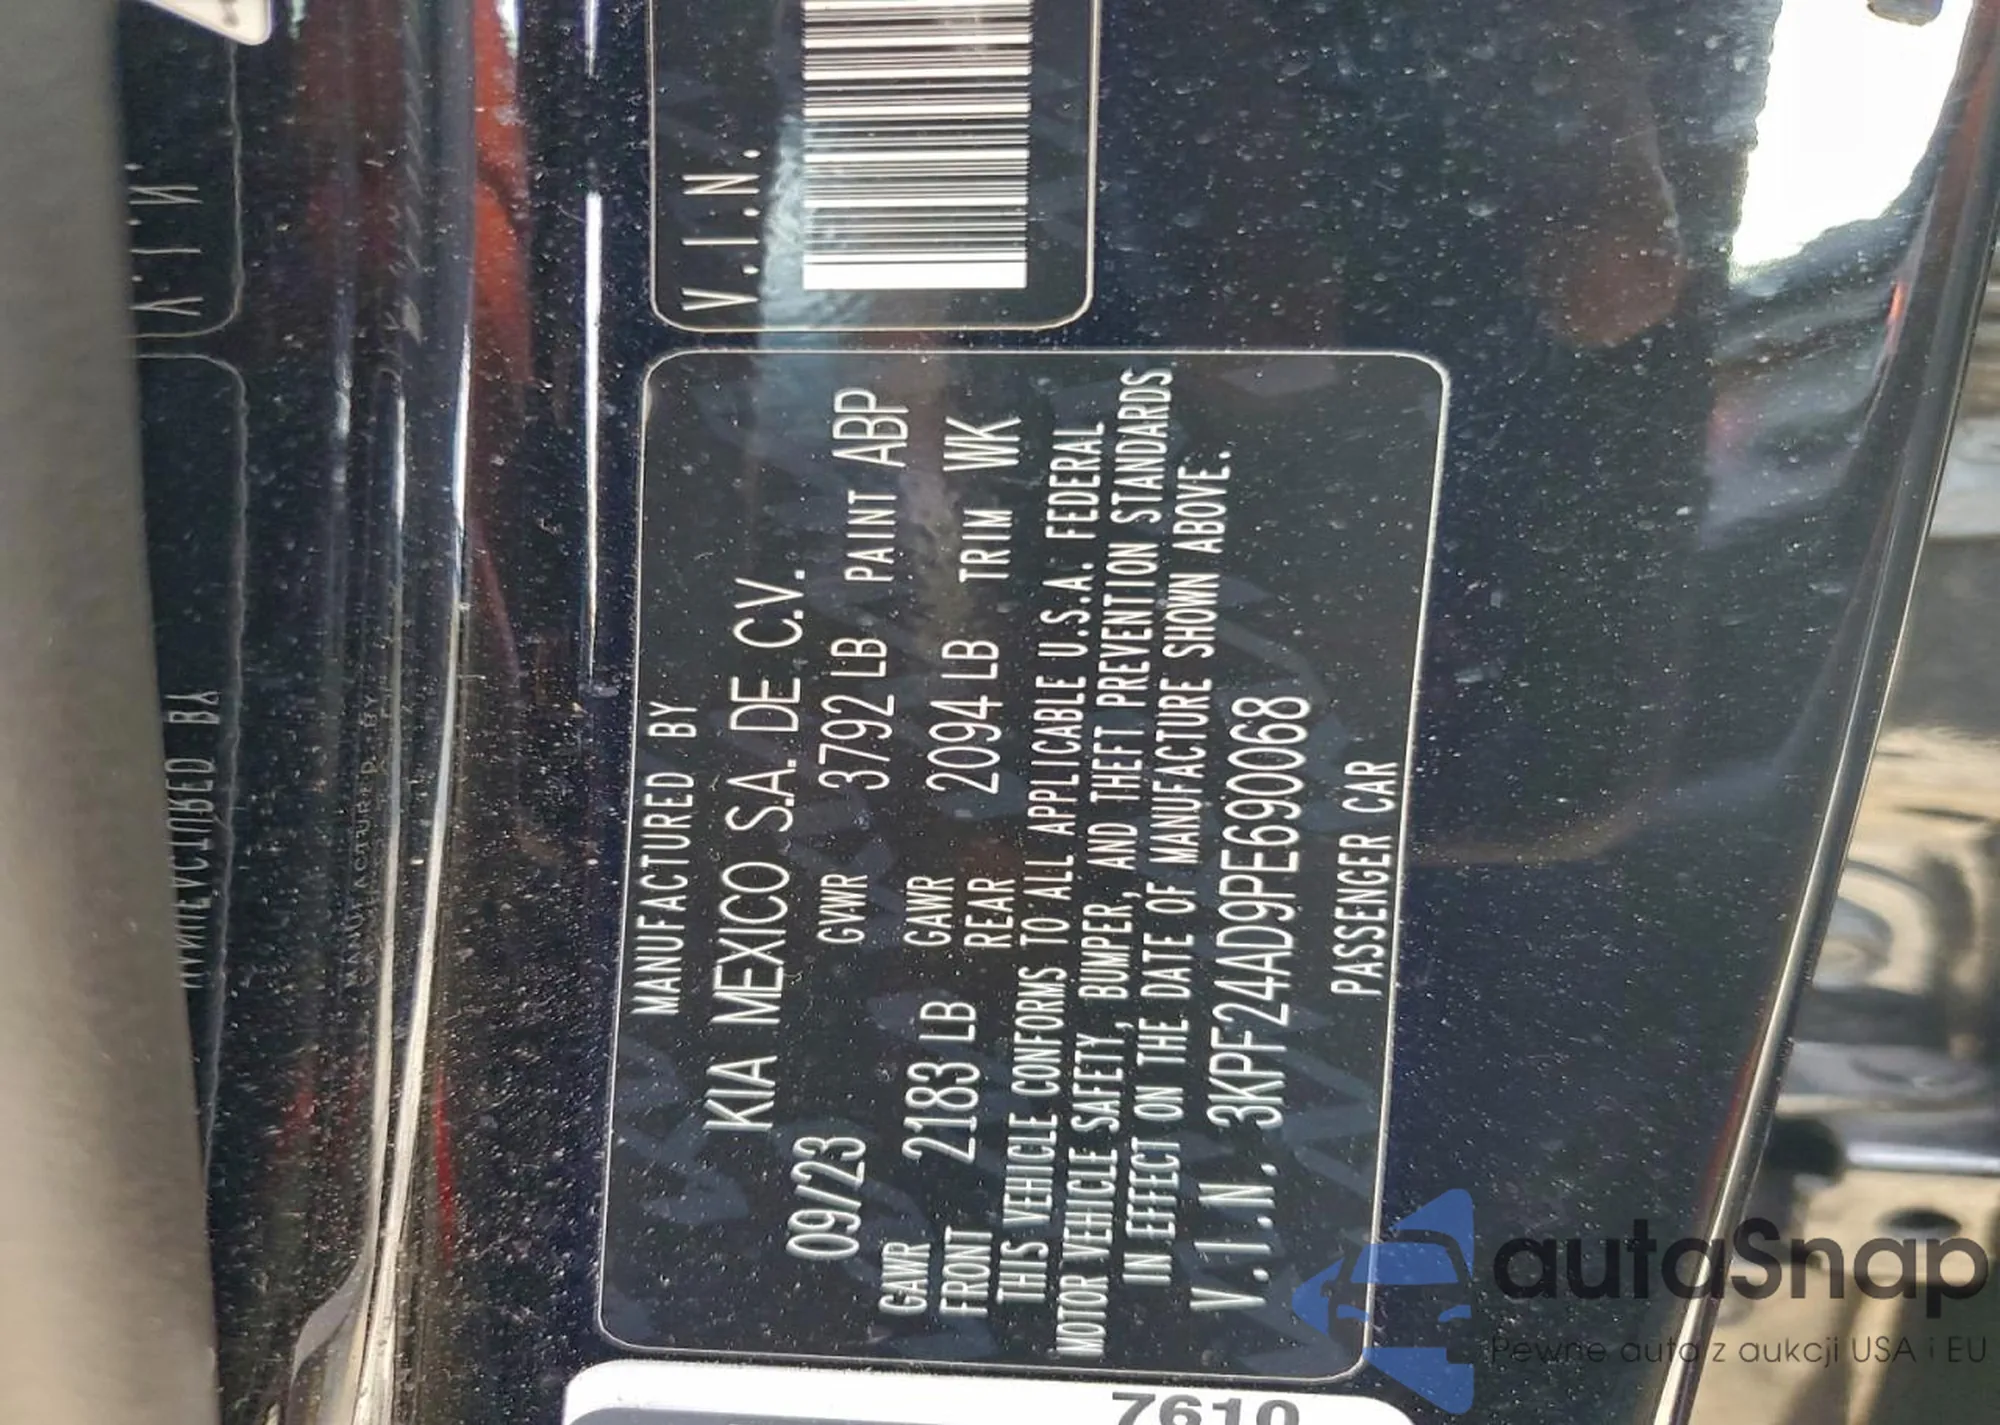 V.I.N.
MANUFACTURED BY
KIA MEXICO S.A. DE C.V.
09/23 GVWR 3792 LB PAINT ABP
GAWR FRONT 2183 LB GAWR REAR 2094 LB TRIM WK
THIS VEHICLE CONFORMS TO ALL APPLICABLE U.S.A. FEDERAL
MOTOR VEHICLE SAFETY, BUMPER, AND THEFT PREVENTION STANDARDS
IN EFFECT ON THE DATE OF MANUFACTURE SHOWN ABOVE.
V.I.N. 3KPF24AD9PE690068
PASSENGER CAR
7610
autaSnap
Pewne auta z aukcji USA i EU